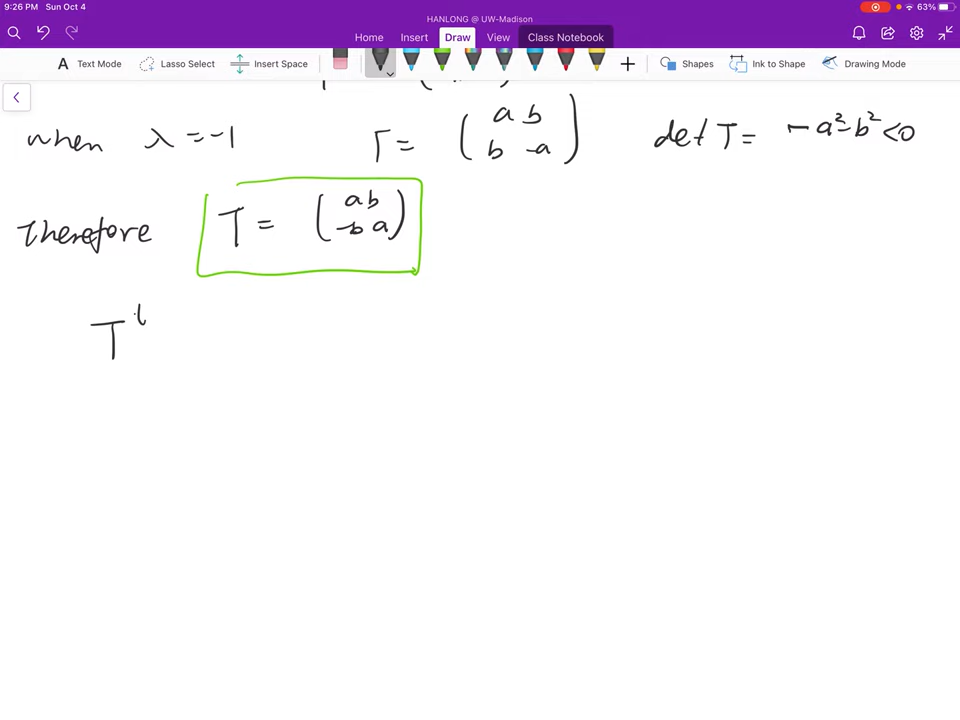 9:26 PM Sun Oct 4
63%
HANLONG @ UW-Madison
Home Insert Draw View Class Notebook
A Text Mode Lasso Select Insert Space Shapes Ink to Shape Drawing Mode
when λ = -1 T = ( a b det T = - a² - b² < 0
b -a )
therefore T = ( a b
-b a )
T